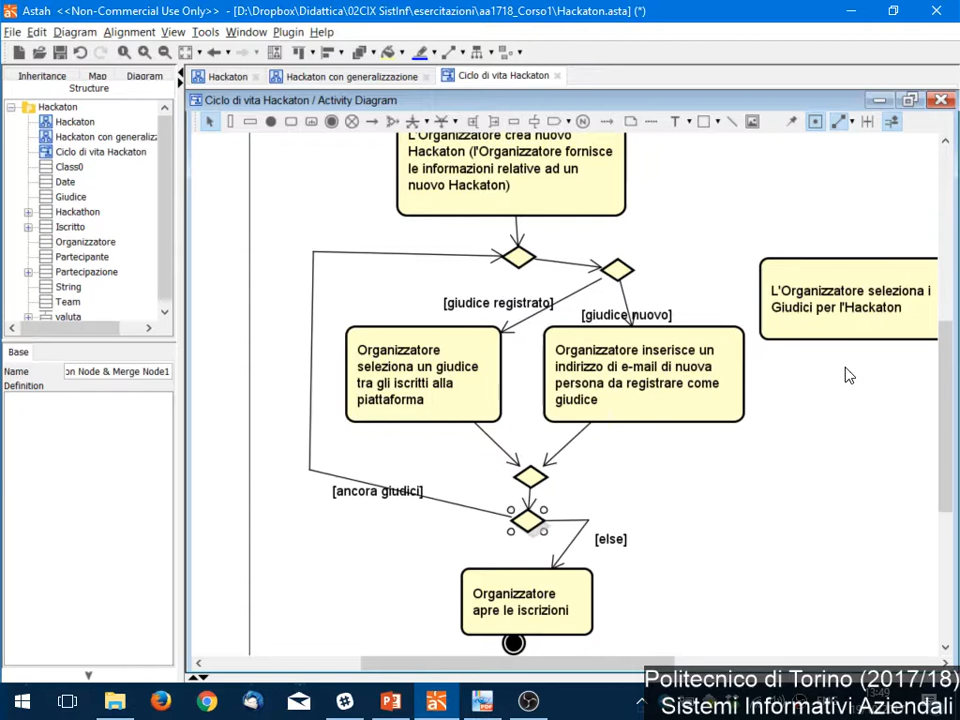 Astah <<Non-Commercial Use Only>> - [D:\Dropbox\Didattica\02CIX SistInf\esercitazioni\aa1718_Corso1\Hackaton.asta] (*)
File Edit Diagram Alignment View Tools Window Plugin Help
Inheritance Map Diagram
Structure
Hackaton
Hackaton
Hackaton con generaliz
Ciclo di vita Hackaton
Class0
Date
Giudice
Hackathon
Iscritto
Organizzatore
Partecipante
Partecipazione
String
Team
valuta
Base
Name on Node & Merge Node1
Definition
Hackaton
Hackaton con generalizzazione
Ciclo di vita Hackaton
Ciclo di vita Hackaton / Activity Diagram
L'Organizzatore crea nuovo
Hackaton (l'Organizzatore fornisce
le informazioni relative ad un
nuovo Hackaton)
[giudice registrato]
[giudice nuovo]
L'Organizzatore seleziona i
Giudici per l'Hackaton
Organizzatore
seleziona un giudice
tra gli iscritti alla
piattaforma
Organizzatore inserisce un
indirizzo di e-mail di nuova
persona da registrare come
giudice
[ancora giudici]
[else]
Organizzatore
apre le iscrizioni
Politecnico di Torino (2017/18)
Sistemi Informativi Aziendali